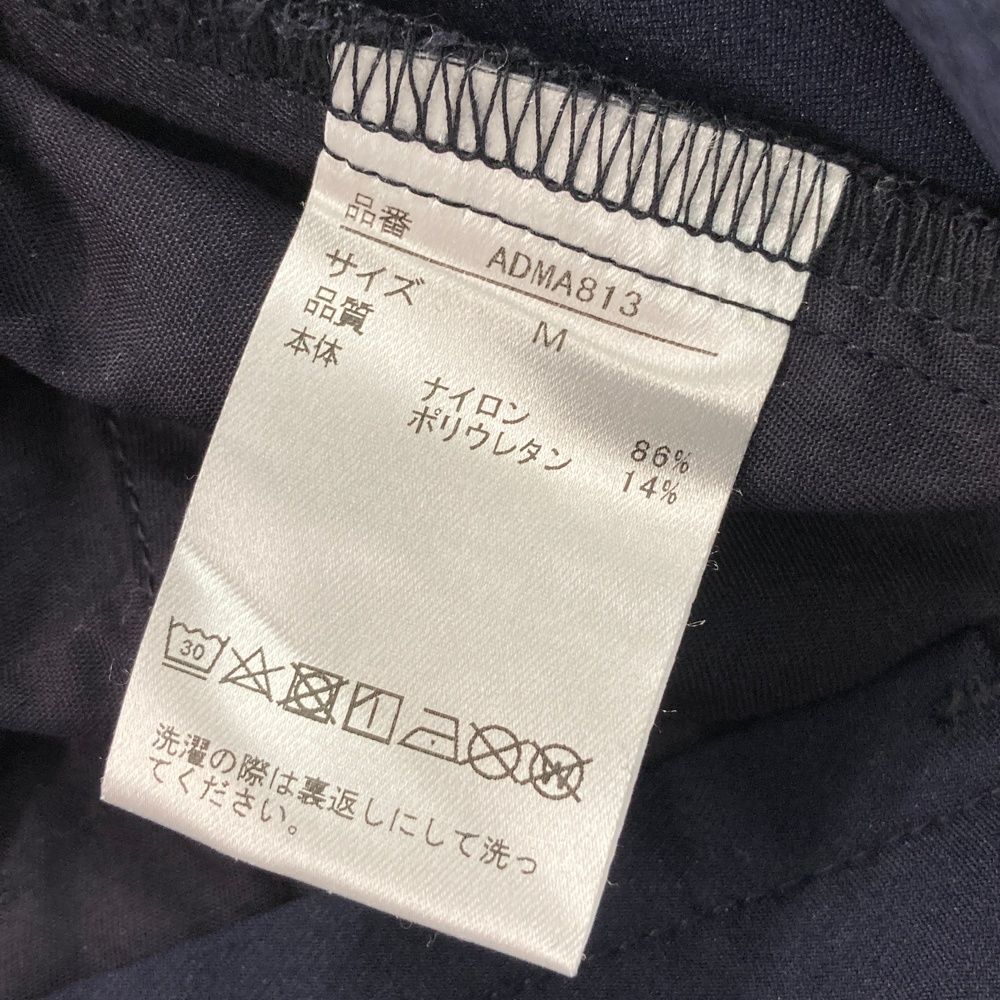 品番 ADMA813
サイズ M
品質
本体
ナイロン 86%
ポリウレタン 14%
30
W
洗濯の際は裏返しにして洗っ
てください。